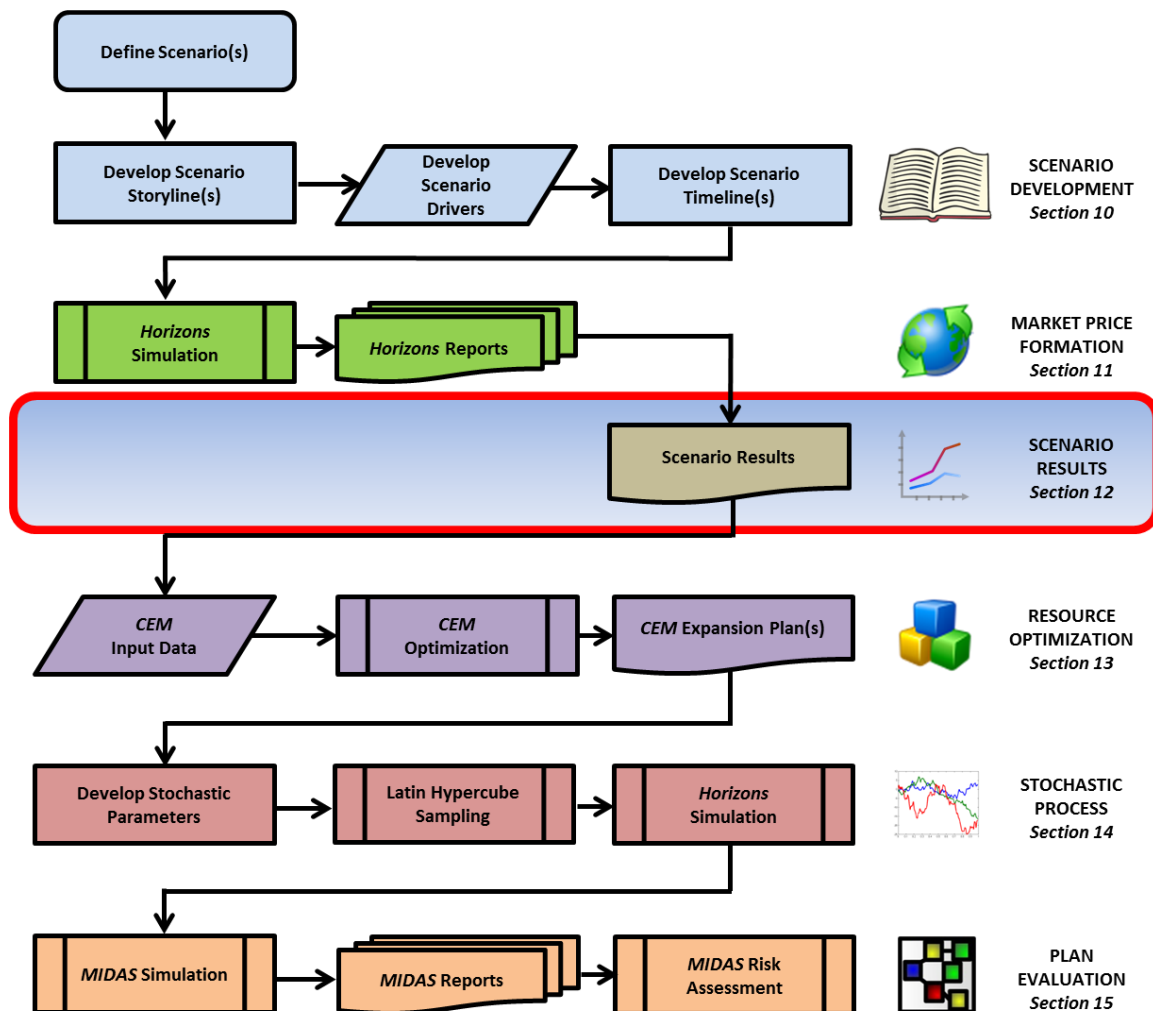 Define Scenario(s)
Develop Scenario
Storyline(s)
Develop
Scenario
Drivers
Develop Scenario
Timeline(s)
SCENARIO
DEVELOPMENT
Section 10
Horizons
Simulation
Horizons Reports
MARKET PRICE
FORMATION
Section 11
Scenario Results
SCENARIO
RESULTS
Section 12
CEM
Input Data
CEM
Optimization
CEM Expansion Plan(s)
RESOURCE
OPTIMIZATION
Section 13
Develop Stochastic
Parameters
Latin Hypercube
Sampling
Horizons
Simulation
STOCHASTIC
PROCESS
Section 14
MIDAS Simulation
MIDAS Reports
MIDAS Risk
Assessment
PLAN
EVALUATION
Section 15